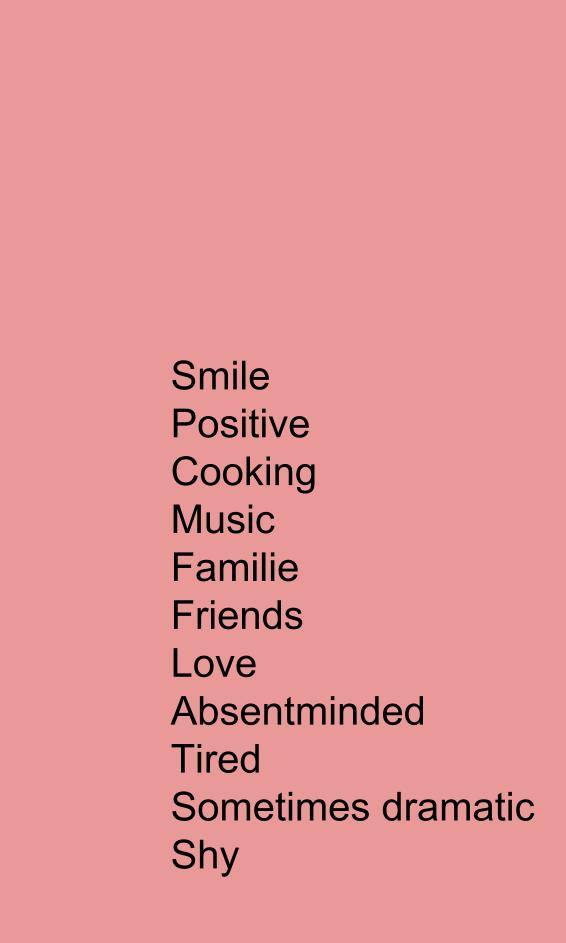 Smile
Positive
Cooking
Music
Familie
Friends
Love
Absentminded
Tired
Sometimes dramatic
Shy